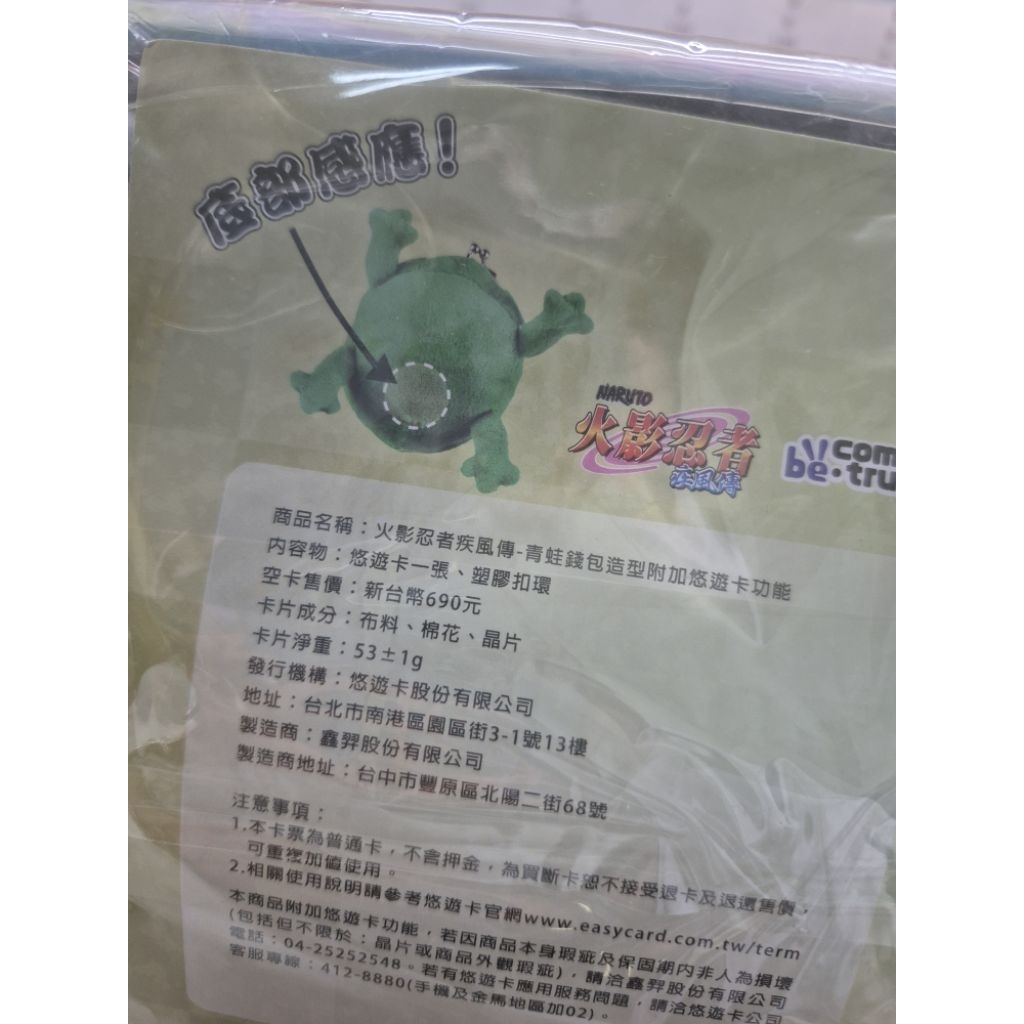 底部感應！
NARUTO
火影忍者
疾風傳
com
be·tru
商品名稱：火影忍者疾風傳-青蛙錢包造型附加悠遊卡功能
內容物：悠遊卡一張、塑膠扣環
空卡售價：新台幣690元
卡片成分：布料、棉花、晶片
卡片淨重：53±1g
發行機構：悠遊卡股份有限公司
地址：台北市南港區園區街3-1號13樓
製造商：鑫羿股份有限公司
製造商地址：台中市豐原區北陽二街68號
注意事項：
1.本卡票為普通卡，不含押金，為買斷卡恕不接受退卡及退還售價，
可重複加值使用。
2.相關使用說明請參考悠遊卡官網www.easycard.com.tw/term
本商品附加悠遊卡功能，若因商品本身瑕疵及保固期內非人為損壞
(包括但不限於：晶片或商品外觀瑕疵)，請洽鑫羿股份有限公司
電話：04-25252548。若有悠遊卡應用服務問題，請洽悠遊卡公司
客服專線：412-8880(手機及金馬地區加02)。